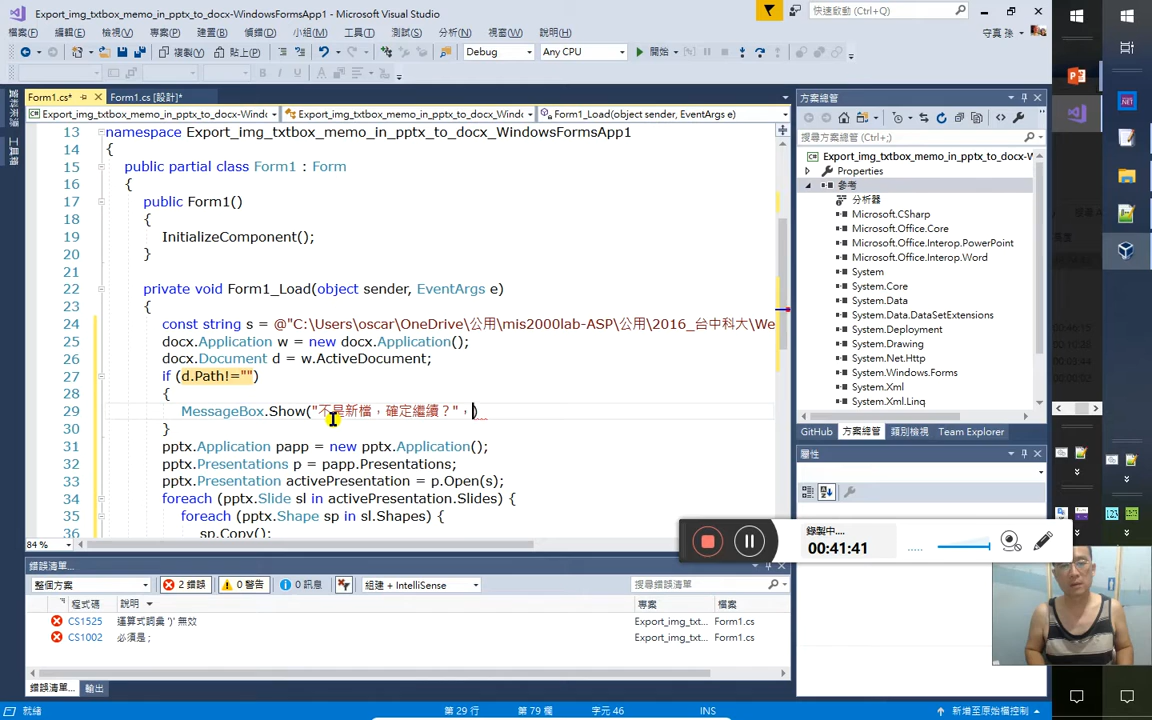 Export_img_txtbox_memo_in_pptx_to_docx-WindowsFormsApp1 - Microsoft Visual Studio
快速啟動 (Ctrl+Q)
檔案(F) 編輯(E) 檢視(V) 專案(P) 建置(B) 偵錯(D) 小組(M) 工具(T) 測試(S) 分析(N) 視窗(W) 說明(H)
守真 孫
複製(V) 貼上(P) Debug Any CPU 開始
Form1.cs* Form1.cs [設計]*
Export_img_txtbox_memo_in_pptx_to_docx-Window Export_img_txtbox_memo_in_pptx_to_docx_WindowsF Form1_Load(object sender, EventArgs e)
資料來源
工具箱
13 namespace Export_img_txtbox_memo_in_pptx_to_docx_WindowsFormsApp1
14 {
15 public partial class Form1 : Form
16 {
17 public Form1()
18 {
19 InitializeComponent();
20 }
21
22 private void Form1_Load(object sender, EventArgs e)
23 {
24 const string s = @"C:\Users\oscar\OneDrive\公用\mis2000lab-ASP\公用\2016_台中科大\We
25 docx.Application w = new docx.Application();
26 docx.Document d = w.ActiveDocument;
27 if (d.Path!="")
28 {
29 MessageBox.Show("不是新檔，確定繼續？"，)
30 }
31 pptx.Application papp = new pptx.Application();
32 pptx.Presentations p = papp.Presentations;
33 pptx.Presentation activePresentation = p.Open(s);
34 foreach (pptx.Slide sl in activePresentation.Slides) {
35 foreach (pptx.Shape sp in sl.Shapes) {
36 sp.Copy();
84 %
方案總管
搜尋方案總管 (Ctrl+;)
Export_img_txtbox_memo_in_pptx_to_docx-W
Properties
參考
分析器
Microsoft.CSharp
Microsoft.Office.Core
Microsoft.Office.Interop.PowerPoint
Microsoft.Office.Interop.Word
System
System.Core
System.Data
System.Data.DataSetExtensions
System.Deployment
System.Drawing
System.Net.Http
System.Windows.Forms
System.Xml
System.Xml.Linq
GitHub 方案總管 類別檢視 Team Explorer
屬性
錄製中....
00:41:41
錯誤清單...
整個方案 2 錯誤 0 警告 0 訊息 組建 + IntelliSense 搜尋錯誤清單
程式碼 說明 專案 檔案
CS1525 運算式詞彙 ')' 無效 Export_img_txt Form1.cs
CS1002 必須是 ; Export_img_txt Form1.cs
錯誤清單... 輸出
就緒 第 29 行 第 79 欄 字元 46 INS 新增至原始檔控制